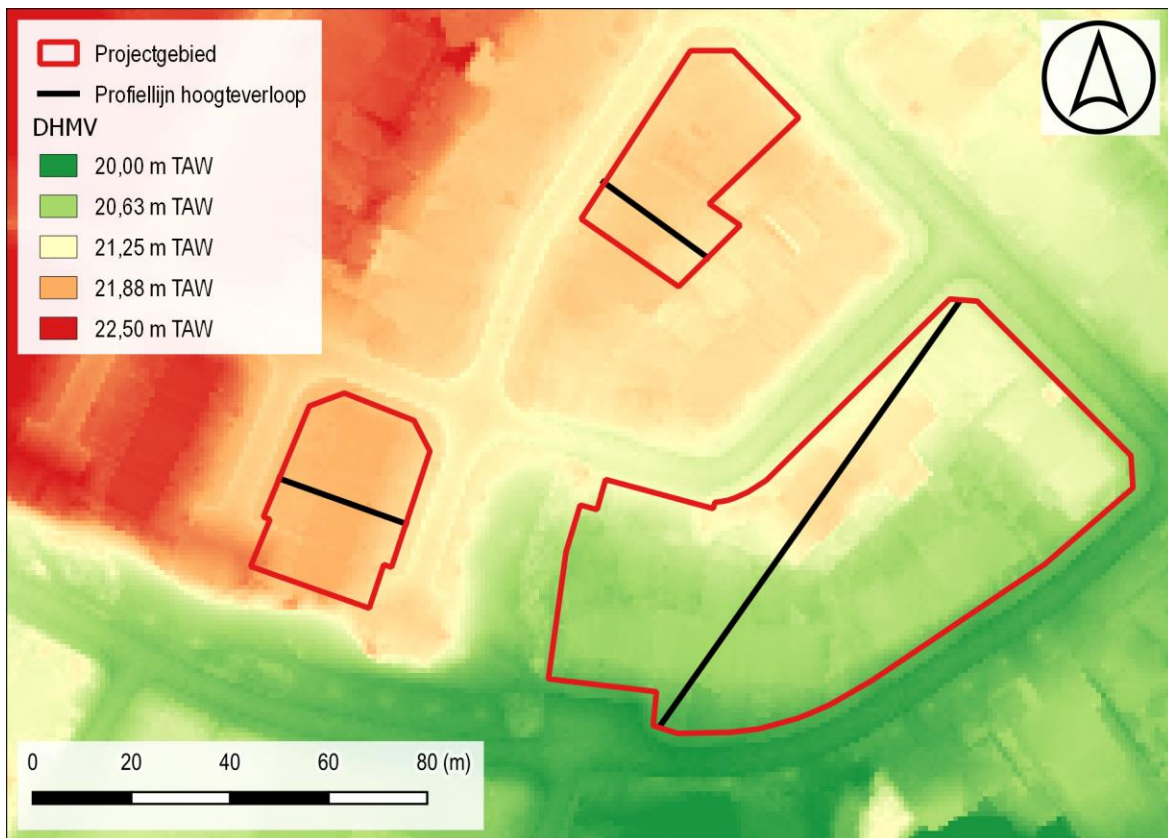 Projectgebied
Profiellijn hoogteverloop
DHMV
20,00 m TAW
20,63 m TAW
21,25 m TAW
21,88 m TAW
22,50 m TAW
0 20 40 60 80 (m)